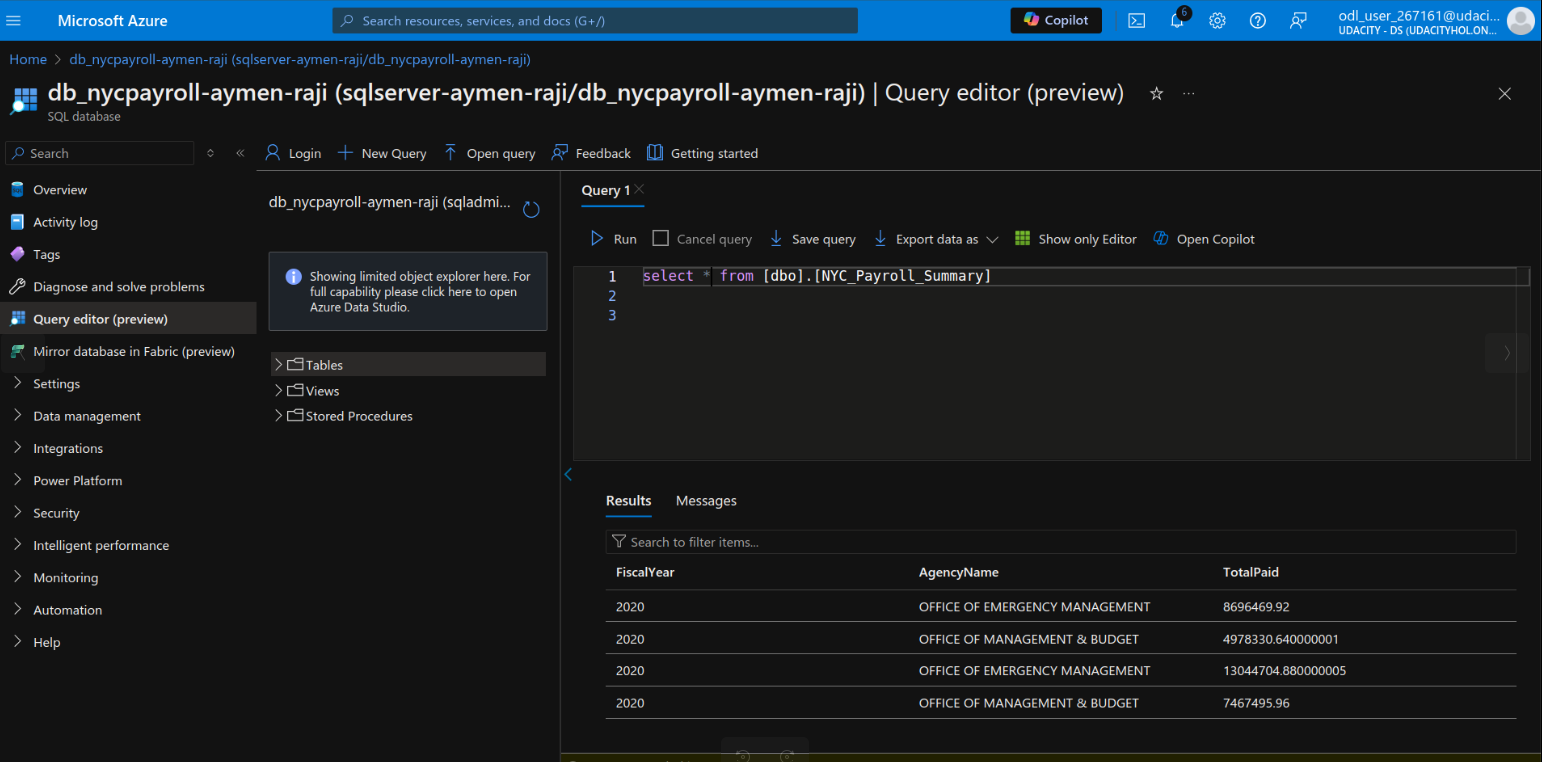 Microsoft Azure
Search resources, services, and docs (G+/)
Copilot
6
odl_user_267161@udaci...
UDACITY - DS (UDACITYHOL.ON...
Home > db_nycpayroll-aymen-raji (sqlserver-aymen-raji/db_nycpayroll-aymen-raji)
db_nycpayroll-aymen-raji (sqlserver-aymen-raji/db_nycpayroll-aymen-raji) | Query editor (preview)
SQL database
Search
Login
New Query
Open query
Feedback
Getting started
Overview
Activity log
Tags
Diagnose and solve problems
Query editor (preview)
Mirror database in Fabric (preview)
Settings
Data management
Integrations
Power Platform
Security
Intelligent performance
Monitoring
Automation
Help
db_nycpayroll-aymen-raji (sqladmi...
Showing limited object explorer here. For
full capability please click here to open
Azure Data Studio.
Tables
Views
Stored Procedures
Query 1
Run
Cancel query
Save query
Export data as
Show only Editor
Open Copilot
1 select * from [dbo].[NYC_Payroll_Summary]
2
3
Results
Messages
Search to filter items...
FiscalYear AgencyName TotalPaid
2020 OFFICE OF EMERGENCY MANAGEMENT 8696469.92
2020 OFFICE OF MANAGEMENT & BUDGET 4978330.640000001
2020 OFFICE OF EMERGENCY MANAGEMENT 13044704.880000005
2020 OFFICE OF MANAGEMENT & BUDGET 7467495.96